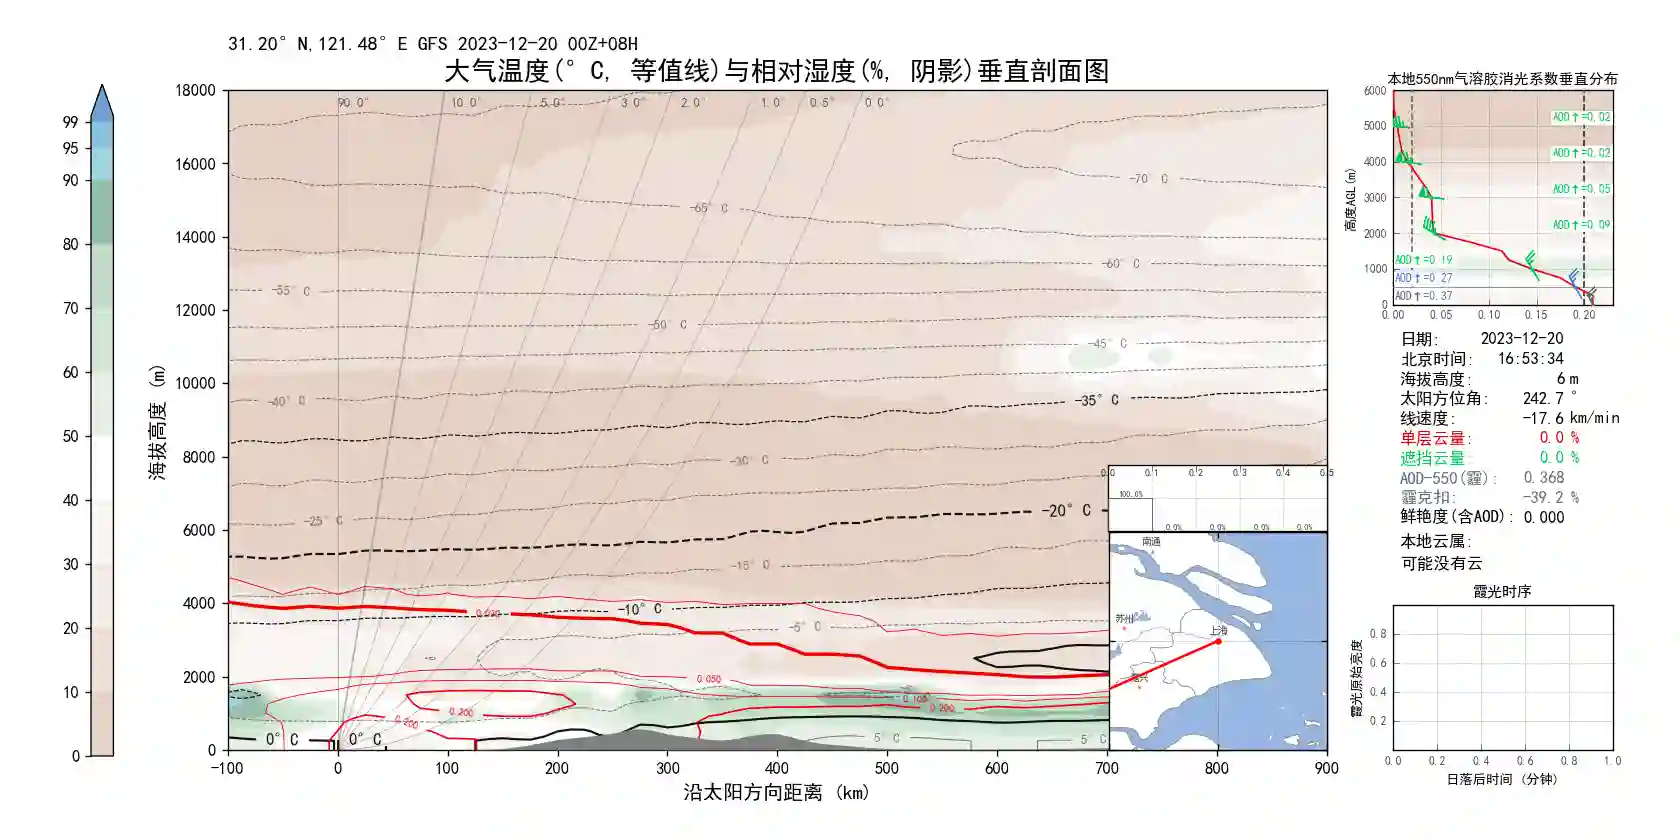 31.20° N,121.48° E GFS 2023-12-20 00Z+08H
大气温度(° C, 等值线)与相对湿度(%, 阴影)垂直剖面图
99
95
90
80
70
60
50
40
30
20
10
0
海拔高度 (m)
18000
16000
14000
12000
10000
8000
6000
4000
2000
0
90.0° 10.0° 5.0° 3.0° 2.0° 1.0° 0.5° 0.0°
-70° C
-65° C
-60° C
-55° C
-50° C
-45° C
-40° C
-35° C
-30° C
-25° C
-20° C
-15° C
-10° C
-5° C
0.020
0.050
0.100
0.200
0.200
0.200
0° C
0° C
5° C
5° C
-100 0 100 200 300 400 500 600 700 800 900
沿太阳方向距离 (km)
0.0 0.1 0.2 0.3 0.4 0.5
100.0%
0.0% 0.0% 0.0% 0.0%
南通
苏州
上海
本地550nm气溶胶消光系数垂直分布
高度AGL(m)
6000
5000
4000
3000
2000
1000
0
AOD↑=0.02
AOD↑=0.02
AOD↑=0.05
AOD↑=0.09
AOD↑=0.19
AOD↑=0.27
AOD↑=0.37
0.00 0.05 0.10 0.15 0.20
日期: 2023-12-20
北京时间: 16:53:34
海拔高度: 6 m
太阳方位角: 242.7 °
线速度: -17.6 km/min
单层云量: 0.0 %
遮挡云量 0.0 %
AOD-550(霾): 0.368
霾克扣: -39.2 %
鲜艳度(含AOD): 0.000
本地云属:
可能没有云
霞光时序
霞光原始亮度
0.8
0.6
0.4
0.2
0.0 0.2 0.4 0.6 0.8 1.0
日落后时间 (分钟)